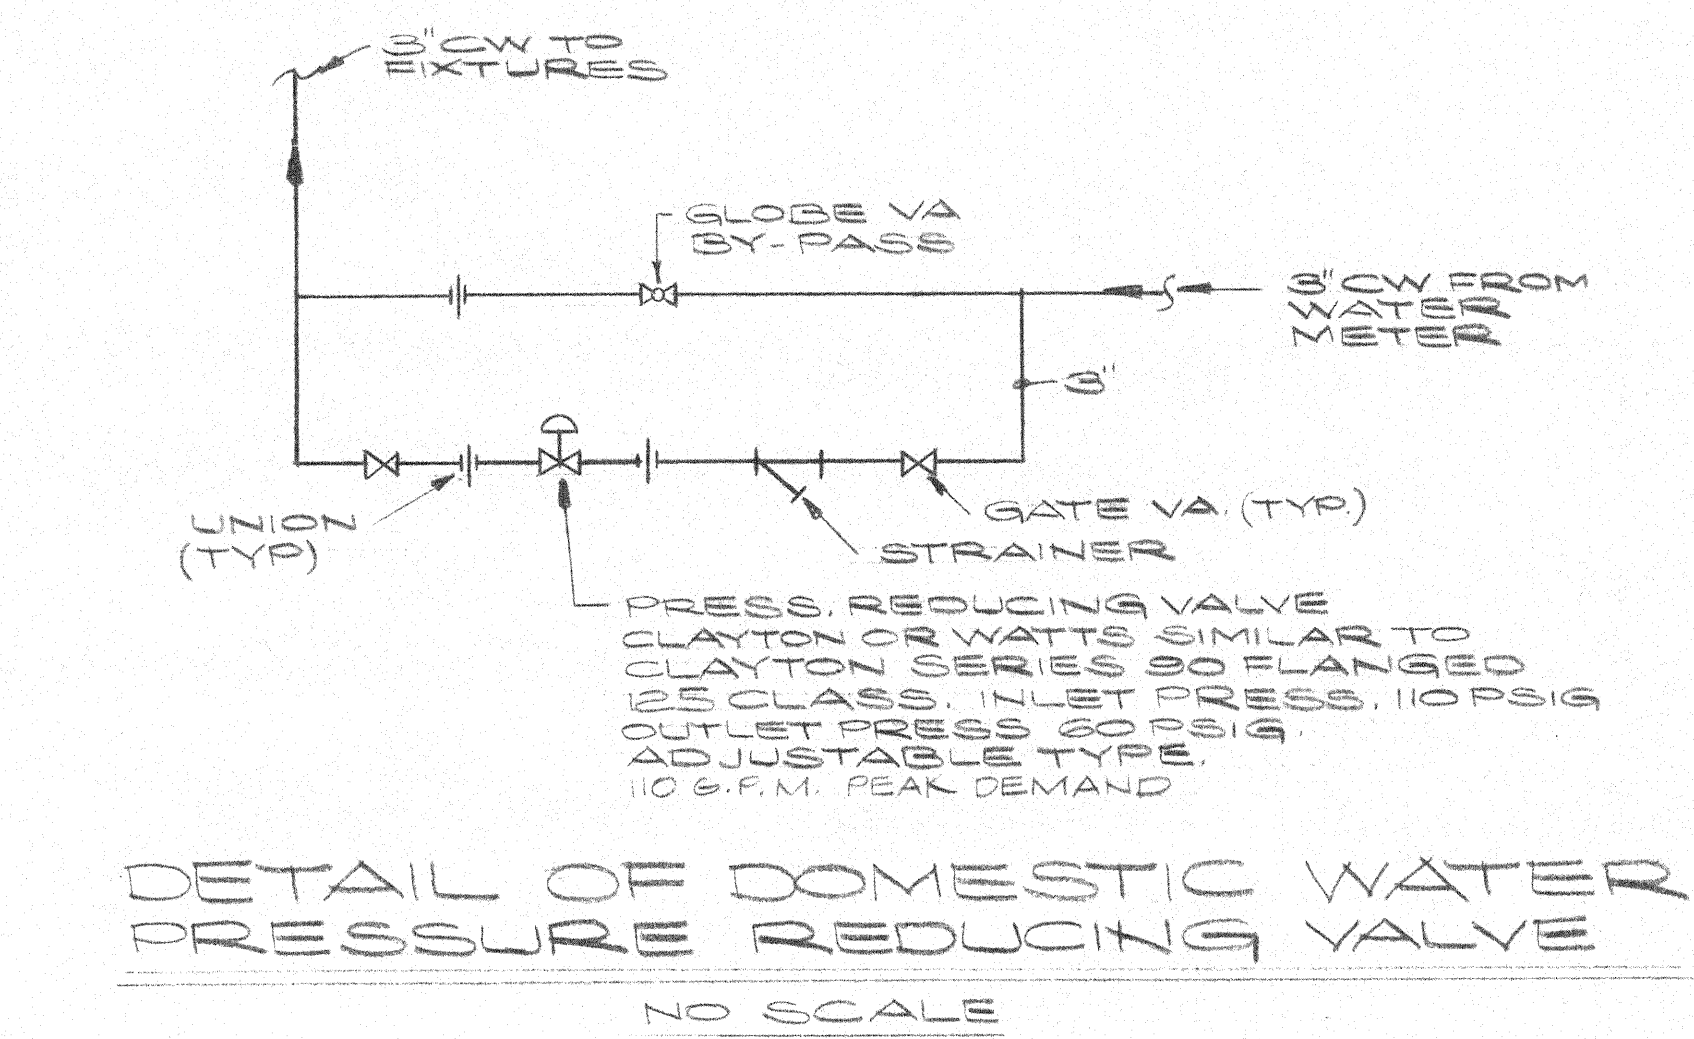 3" CW TO
FIXTURES
GLOBE VA
BY-PASS
3" CW FROM
WATER
METER
3"
UNION
(TYP)
GATE VA. (TYP.)
STRAINER
PRESS. REDUCING VALVE
CLAYTON OR WATTS SIMILAR TO
CLAYTON SERIES 90 FLANGED
125 CLASS. INLET PRESS. 110 PSIG
OUTLET PRESS 60 PSIG.
ADJUSTABLE TYPE.
110 G.P.M. PEAK DEMAND
DETAIL OF DOMESTIC WATER
PRESSURE REDUCING VALVE
NO SCALE